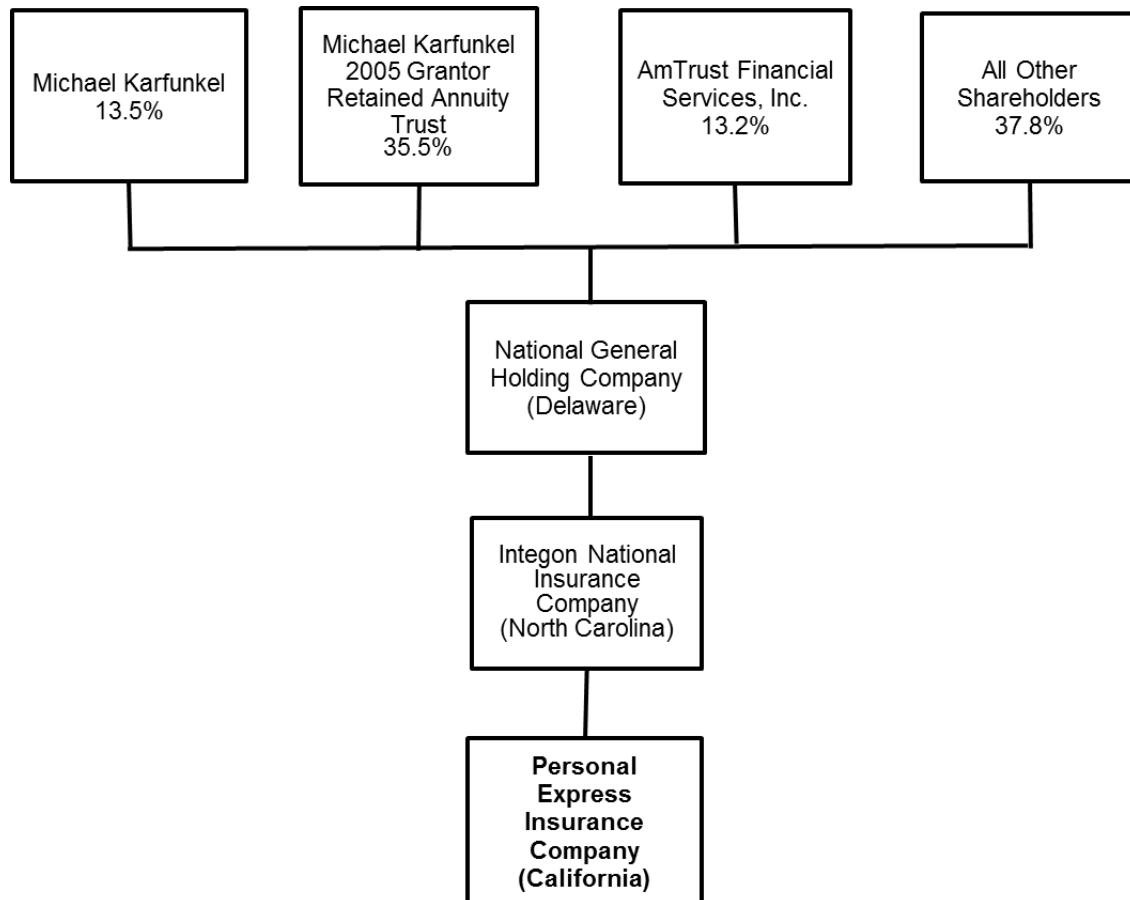 Michael Karfunkel
13.5%
Michael Karfunkel
2005 Grantor
Retained Annuity
Trust
35.5%
AmTrust Financial
Services, Inc.
13.2%
All Other
Shareholders
37.8%
National General
Holding Company
(Delaware)
Integon National
Insurance
Company
(North Carolina)
Personal
Express
Insurance
Company
(California)